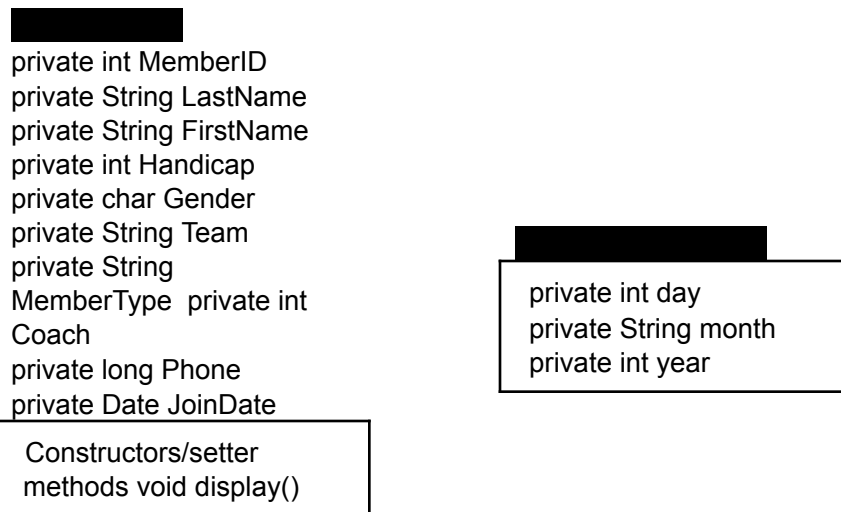 private int MemberID
private String LastName
private String FirstName
private int Handicap
private char Gender
private String Team
private String
MemberType private int
Coach
private long Phone
private Date JoinDate
Constructors/setter
methods void display()
private int day
private String month
private int year